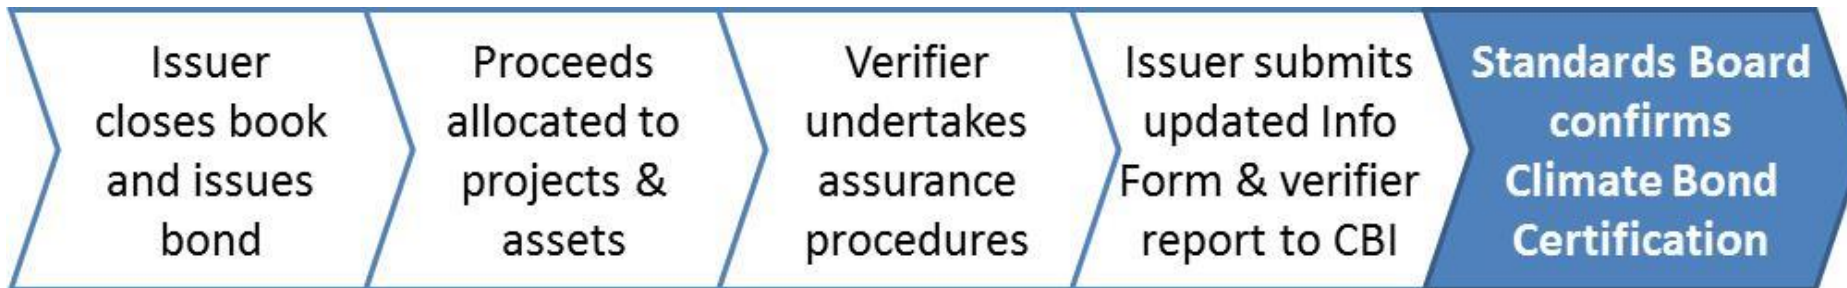 Issuer
closes book
and issues
bond
Proceeds
allocated to
projects &
assets
Verifier
undertakes
assurance
procedures
Issuer submits
updated Info
Form & verifier
report to CBI
Standards Board
confirms
Climate Bond
Certification